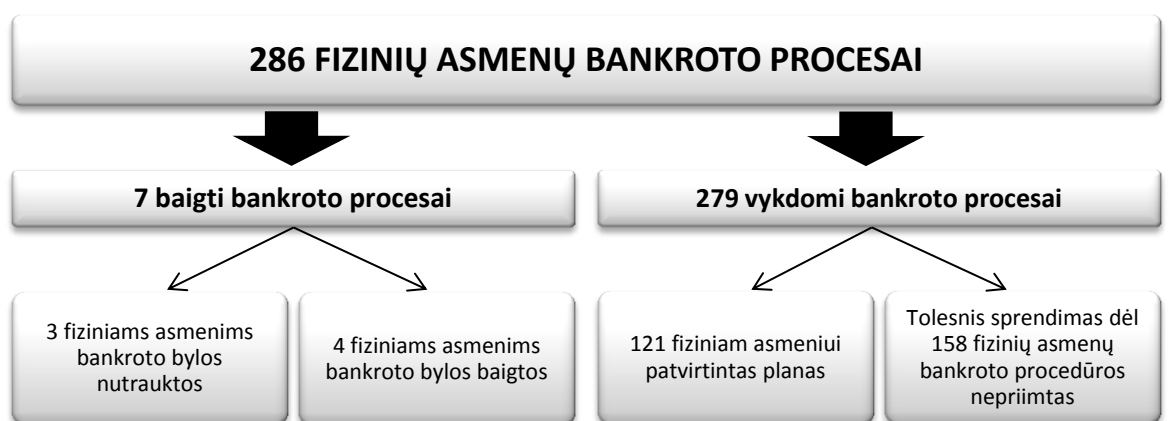 286 FIZINIŲ ASMENŲ BANKROTO PROCESAI
7 baigti bankroto procesai
279 vykdomi bankroto procesai
3 fiziniams asmenims
bankroto bylos
nutrauktos
4 fiziniams asmenims
bankroto bylos baigtos
121 fiziniam asmeniui
patvirtintas planas
Tolesnis sprendimas dėl
158 fizinių asmenų
bankroto procedūros
nepriimtas